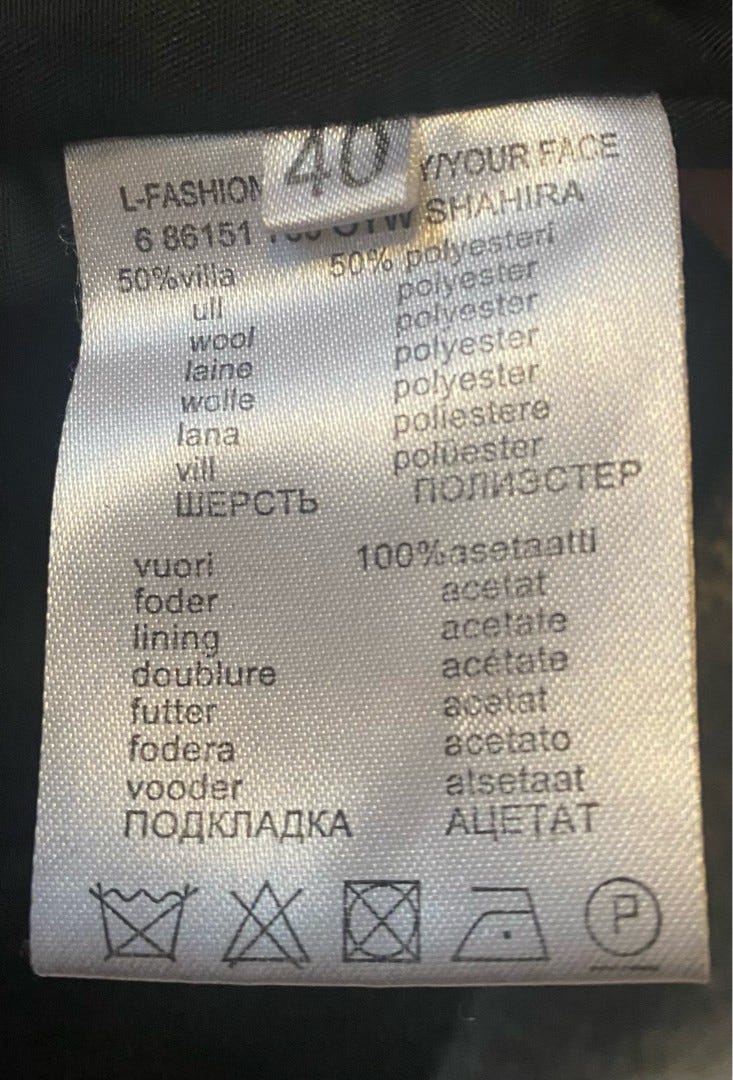 40
L-FASHION Y/YOUR FACE
6 86151 OYW SHAHIRA
50%villa 50% polyesteri
ull polyester
wool polyester
laine polyester
wolle polyester
lana poliestere
vill polüester
ШЕРСТЬ ПОЛИЭСТЕР
vuori 100%asetaatti
foder acetat
lining acetate
doublure acétate
futter acetat
fodera acetato
vooder atsetaat
ПОДКЛАДКА АЦЕТАТ
P